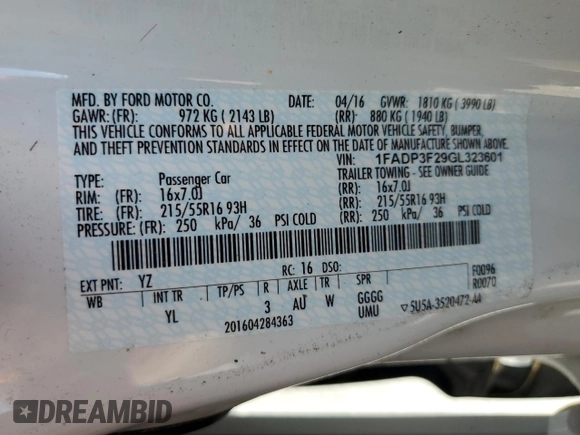 MFD. BY FORD MOTOR CO. DATE: 04/16 GVWR: 1810 KG ( 3990 LB)
GAWR: (FR): 972 KG ( 2143 LB) (RR): 880 KG ( 1940 LB)
THIS VEHICLE CONFORMS TO ALL APPLICABLE FEDERAL MOTOR VEHICLE SAFETY, BUMPER,
AND THEFT PREVENTION STANDARDS IN EFFECT ON THE DATE OF MANUFACTURE SHOWN ABOVE.
VIN: 1FADP3F29GL323601
TYPE: Passenger Car TRAILER TOWING - SEE OWNER GUIDE
RIM: (FR): 16x7.0J (RR): 16x7.0J
TIRE: (FR): 215/55R16 93H (RR): 215/55R16 93H
PRESSURE: (FR): 250 kPa/ 36 PSI COLD (RR): 250 kPa/ 36 PSI COLD
EXT PNT: YZ RC: 16 DSO: F0096
WB INT TR TP/PS R AXLE TR SPR R0070
YL 3 AU W GGGG
UMU
5U5A-3520472-AA
201604284363
DREAMBID